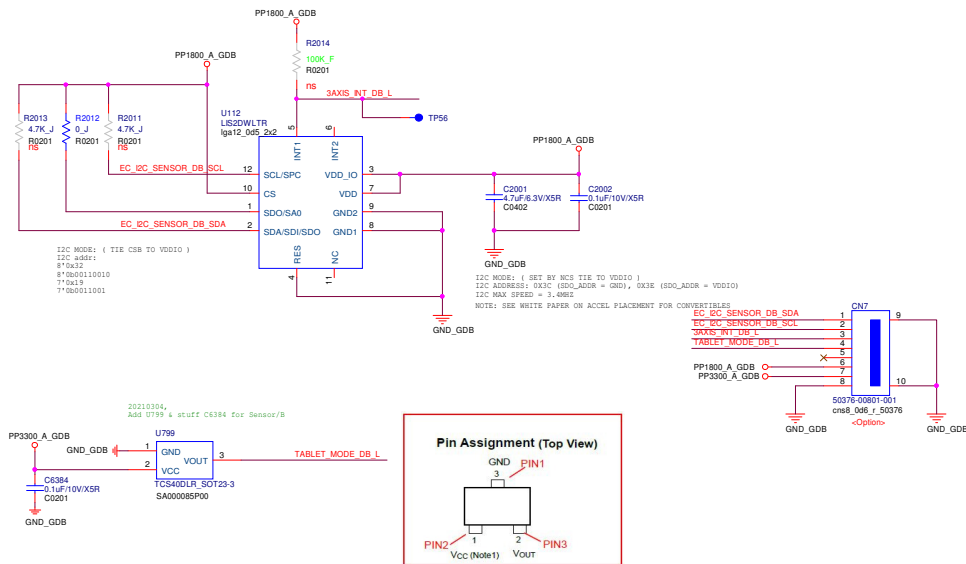 PP1800_A_GDB
R2014
100K_F
R0201
ns
PP1800_A_GDB
3AXIS_INT_DB_L
TP56
R2013
4.7K_J
R0201
ns
R2012
0_J
R0201
R2011
4.7K_J
R0201
ns
U112
LIS2DWLTR
lga12_0d5_2x2
5
6
INT1
INT2
EC_I2C_SENSOR_DB_SCL
12
SCL/SPC
10
CS
1
SDO/SA0
EC_I2C_SENSOR_DB_SDA
2
SDA/SDI/SDO
VDD_IO
3
VDD
7
GND2
9
GND1
8
RES
NC
4
11
PP1800_A_GDB
C2001
4.7uF/6.3V/X5R
C0402
C2002
0.1uF/10V/X5R
C0201
GND_GDB
GND_GDB
I2C MODE: ( TIE CSB TO VDDIO )
I2C addr:
8'0x32
8'0b00110010
7'0x19
7'0b0011001
I2C MODE: ( SET BY NCS TIE TO VDDIO )
I2C ADDRESS: 0X3C (SDO_ADDR = GND), 0X3E (SDO_ADDR = VDDIO)
I2C MAX SPEED = 3.4MHZ
NOTE: SEE WHITE PAPER ON ACCEL PLACEMENT FOR CONVERTIBLES
CN7
EC_I2C_SENSOR_DB_SDA
1
EC_I2C_SENSOR_DB_SCL
2
3AXIS_INT_DB_L
3
TABLET_MODE_DB_L
4
5
PP1800_A_GDB
6
PP3300_A_GDB
7
8
9
10
GND_GDB
GND_GDB
50376-00801-001
cns8_0d6_r_50376
<Option>
20210304,
Add U799 & stuff C6384 for Sensor/B
PP3300_A_GDB
GND_GDB
U799
1
GND
2
VCC
VOUT
3
TABLET_MODE_DB_L
TCS40DLR_SOT23-3
SA000085P00
C6384
0.1uF/10V/X5R
C0201
GND_GDB
Pin Assignment (Top View)
GND
PIN1
3
PIN2
1
2
PIN3
VCC (Note1)
VOUT